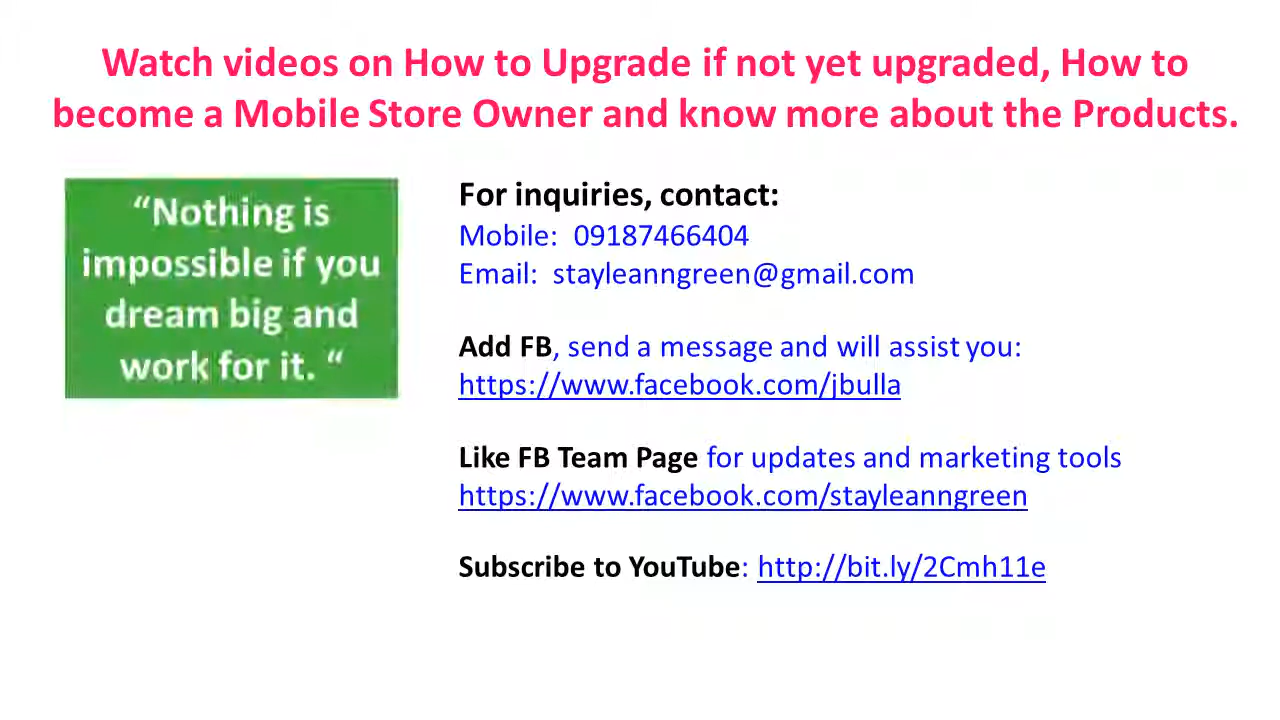 Watch videos on How to Upgrade if not yet upgraded, How to
become a Mobile Store Owner and know more about the Products.
“Nothing is
impossible if you
dream big and
work for it. “
For inquiries, contact:
Mobile: 09187466404
Email: stayleanngreen@gmail.com
Add FB, send a message and will assist you:
https://www.facebook.com/jbulla
Like FB Team Page for updates and marketing tools
https://www.facebook.com/stayleanngreen
Subscribe to YouTube: http://bit.ly/2Cmh11e